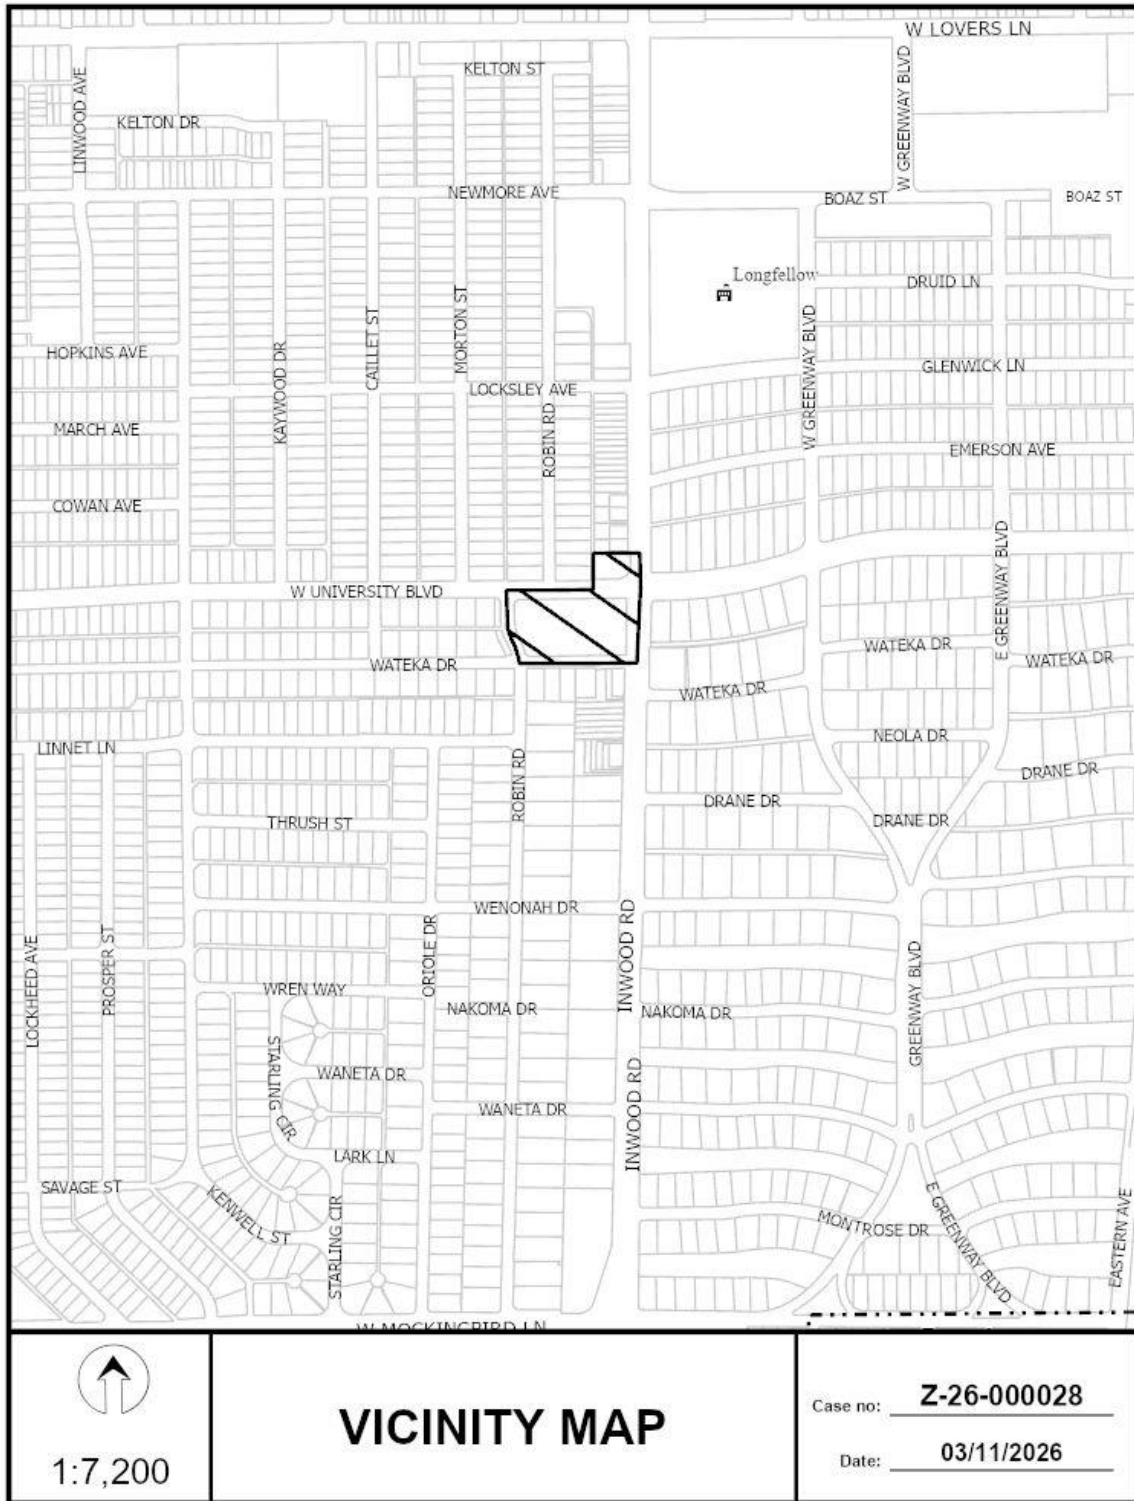 W LOVERS LN
KELTON ST
LINWOOD AVE
W GREENWAY BLVD
KELTON DR
NEWMORE AVE
BOAZ ST
BOAZ ST
Longfellow
DRUID LN
MORTON ST
CAILLET ST
KAYWOOD DR
HOPKINS AVE
W GREENWAY BLVD
GLENWICK LN
LOCKSLEY AVE
MARCH AVE
ROBIN RD
EMERSON AVE
COWAN AVE
E GREENWAY BLVD
W UNIVERSITY BLVD
WATEKA DR
WATEKA DR
WATEKA DR
WATEKA DR
LINNET LN
NEOLA DR
ROBIN RD
DRANE DR
DRANE DR
THRUSH ST
DRANE DR
WENONAH DR
LOCKHEED AVE
PROSPER ST
ORIOLE DR
INWOOD RD
GREENWAY BLVD
WREN WAY
NAKOMA DR
NAKOMA DR
STARLING CIR
WANETA DR
WANETA DR
INWOOD RD
LARK LN
SAVAGE ST
KENWELL ST
STARLING CIR
MONTROSE DR
E GREENWAY BLVD
EASTERN AVE
W MOCKINGBIRD LN
1:7,200
VICINITY MAP
Case no: Z-26-000028
Date: 03/11/2026